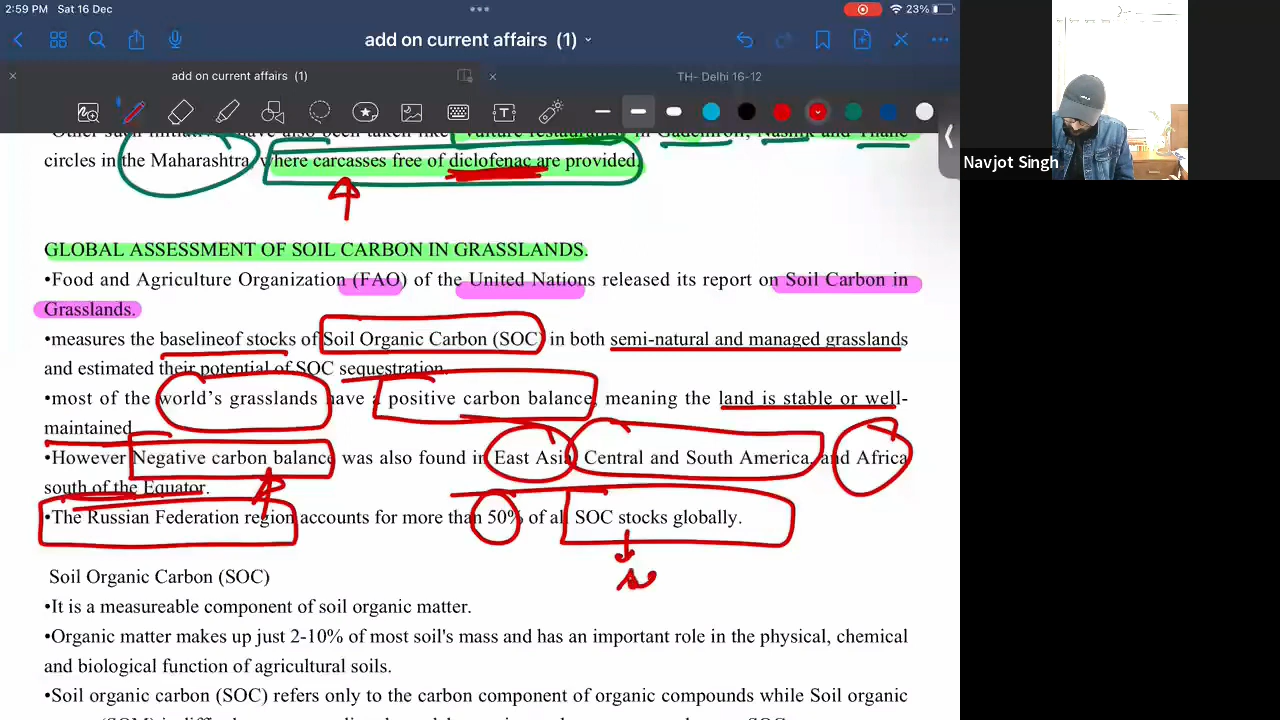 2:59 PM Sat 16 Dec
23%
add on current affairs (1)
add on current affairs (1)
TH- Delhi 16-12
circles in the Maharashtra, where carcasses free of diclofenac are provided.
Navjot Singh
GLOBAL ASSESSMENT OF SOIL CARBON IN GRASSLANDS.
•Food and Agriculture Organization (FAO) of the United Nations released its report on Soil Carbon in
Grasslands.
•measures the baselineof stocks of Soil Organic Carbon (SOC) in both semi-natural and managed grasslands
and estimated their potential of SOC sequestration.
•most of the world's grasslands have a positive carbon balance, meaning the land is stable or well-
maintained
•However Negative carbon balance was also found in East Asia, Central and South America, and Africa
south of the Equator.
•The Russian Federation region accounts for more than 50% of all SOC stocks globally.
Soil Organic Carbon (SOC)
•It is a measureable component of soil organic matter.
•Organic matter makes up just 2-10% of most soil's mass and has an important role in the physical, chemical
and biological function of agricultural soils.
•Soil organic carbon (SOC) refers only to the carbon component of organic compounds while Soil organic